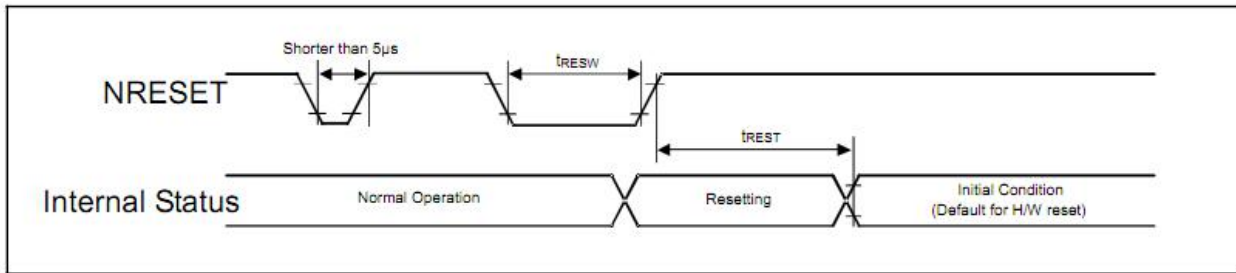 Shorter than 5µs
tRESW
NRESET
tREST
Internal Status
Normal Operation
Resetting
Initial Condition
(Default for H/W reset)